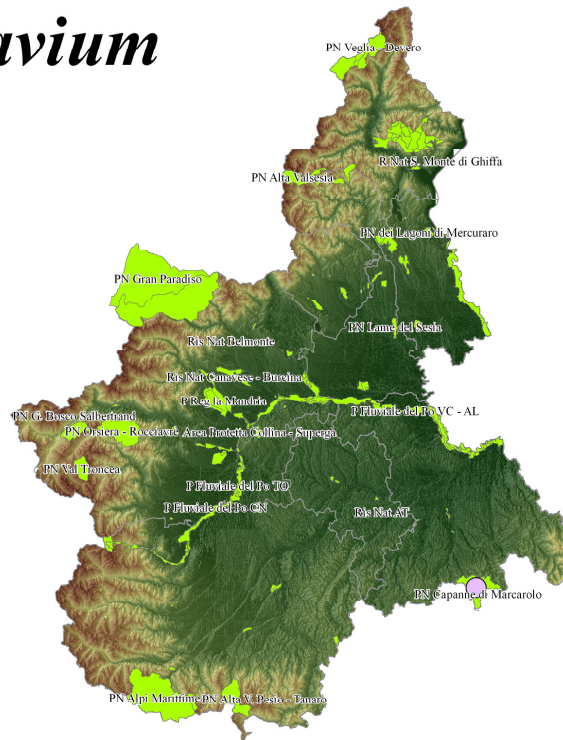 avium
PN Veglia - Devero
R Nat S. Monte di Ghiffa
PN Alta Valsesia
PN dei Lagoni di Mercuraro
PN Gran Paradiso
PN Lame del Sesia
Ris Nat Belmonte
Ris Nat Canavese - Burcina
P Reg la Mandria
P Fluviale del Po VC - AL
PN G. Bosco Salbertrand
PN Orsiera - Rocciavrè Area Protetta Collina - Superga
PN Val Troncea
P Fluviale del Po TO
P Fluviale del Po CN
Ris Nat AT
PN Capanne di Marcarolo
PN Alpi Marittime PN Alta V. Pesio - Tanaro